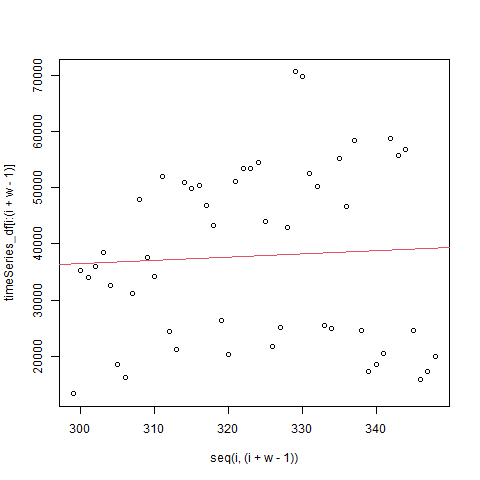 70000
60000
50000
40000
30000
20000
timeSeries_df[i:(i + w - 1)]
300 310 320 330 340
seq(i, (i + w - 1))